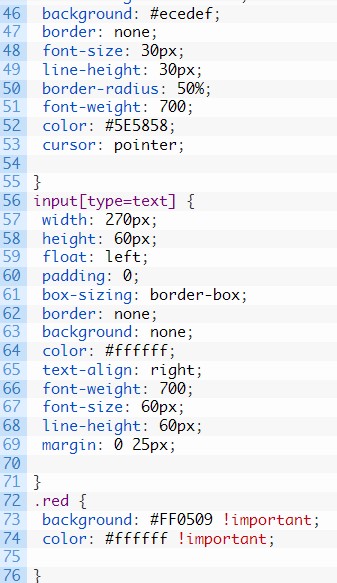 46 background: #ecedef;
47 border: none;
48 font-size: 30px;
49 line-height: 30px;
50 border-radius: 50%;
51 font-weight: 700;
52 color: #5E5858;
53 cursor: pointer;
54
55 }
56 input[type=text] {
57 width: 270px;
58 height: 60px;
59 float: left;
60 padding: 0;
61 box-sizing: border-box;
62 border: none;
63 background: none;
64 color: #ffffff;
65 text-align: right;
66 font-weight: 700;
67 font-size: 60px;
68 line-height: 60px;
69 margin: 0 25px;
70
71 }
72 .red {
73 background: #FF0509 !important;
74 color: #ffffff !important;
75
76 }